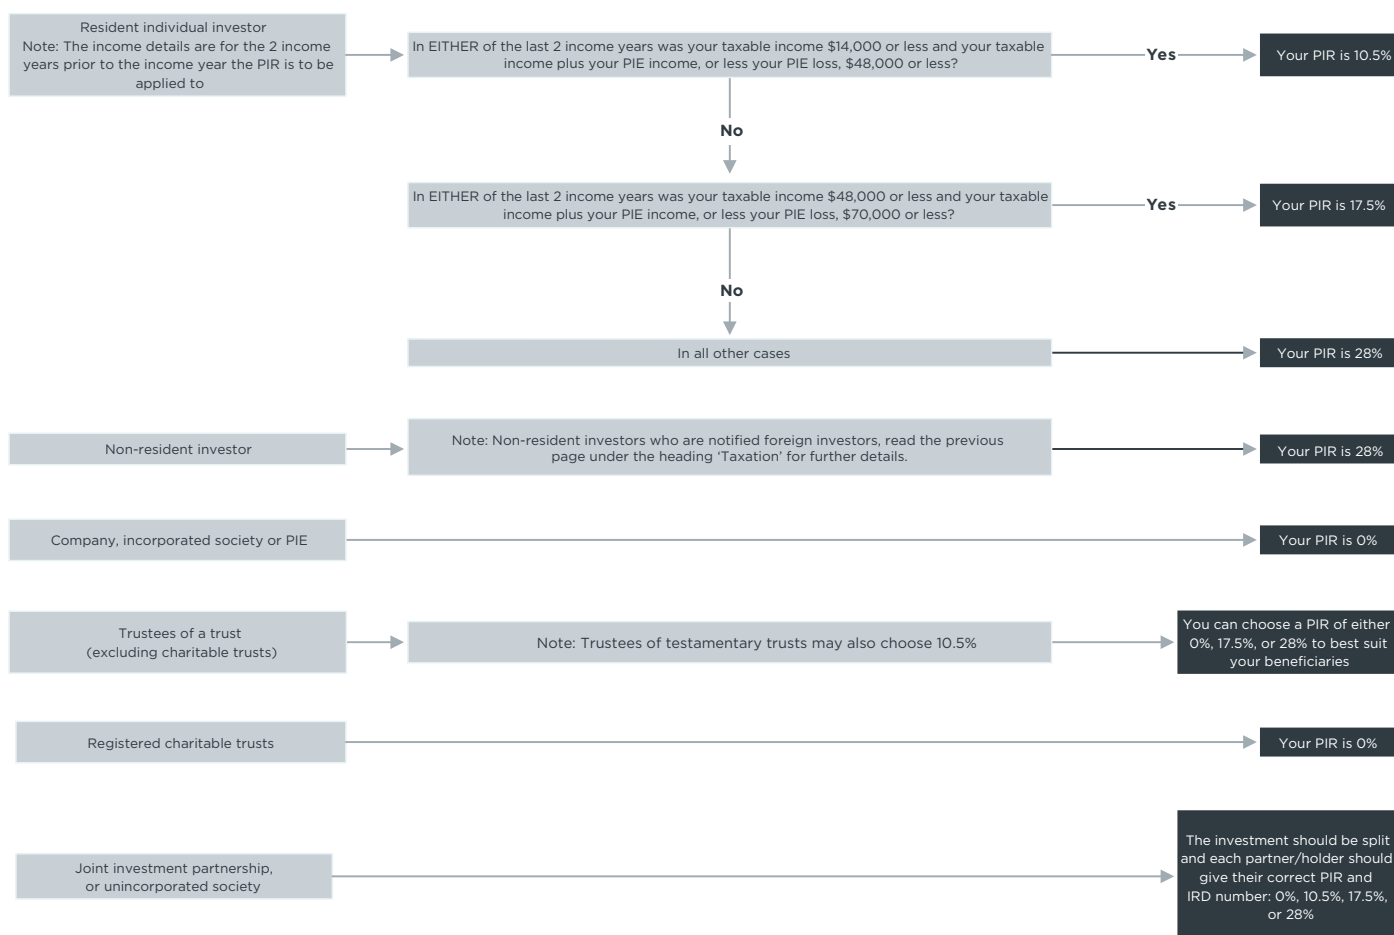 Resident individual investor
Note: The income details are for the 2 income
years prior to the income year the PIR is to be
applied to
In EITHER of the last 2 income years was your taxable income $14,000 or less and your taxable
income plus your PIE income, or less your PIE loss, $48,000 or less?
Yes
Your PIR is 10.5%
No
In EITHER of the last 2 income years was your taxable income $48,000 or less and your taxable
income plus your PIE income, or less your PIE loss, $70,000 or less?
Yes
Your PIR is 17.5%
No
In all other cases
Your PIR is 28%
Non-resident investor
Note: Non-resident investors who are notified foreign investors, read the previous
page under the heading ‘Taxation’ for further details.
Your PIR is 28%
Company, incorporated society or PIE
Your PIR is 0%
Trustees of a trust
(excluding charitable trusts)
Note: Trustees of testamentary trusts may also choose 10.5%
You can choose a PIR of either
0%, 17.5%, or 28% to best suit
your beneficiaries
Registered charitable trusts
Your PIR is 0%
Joint investment partnership,
or unincorporated society
The investment should be split
and each partner/holder should
give their correct PIR and
IRD number: 0%, 10.5%, 17.5%,
or 28%